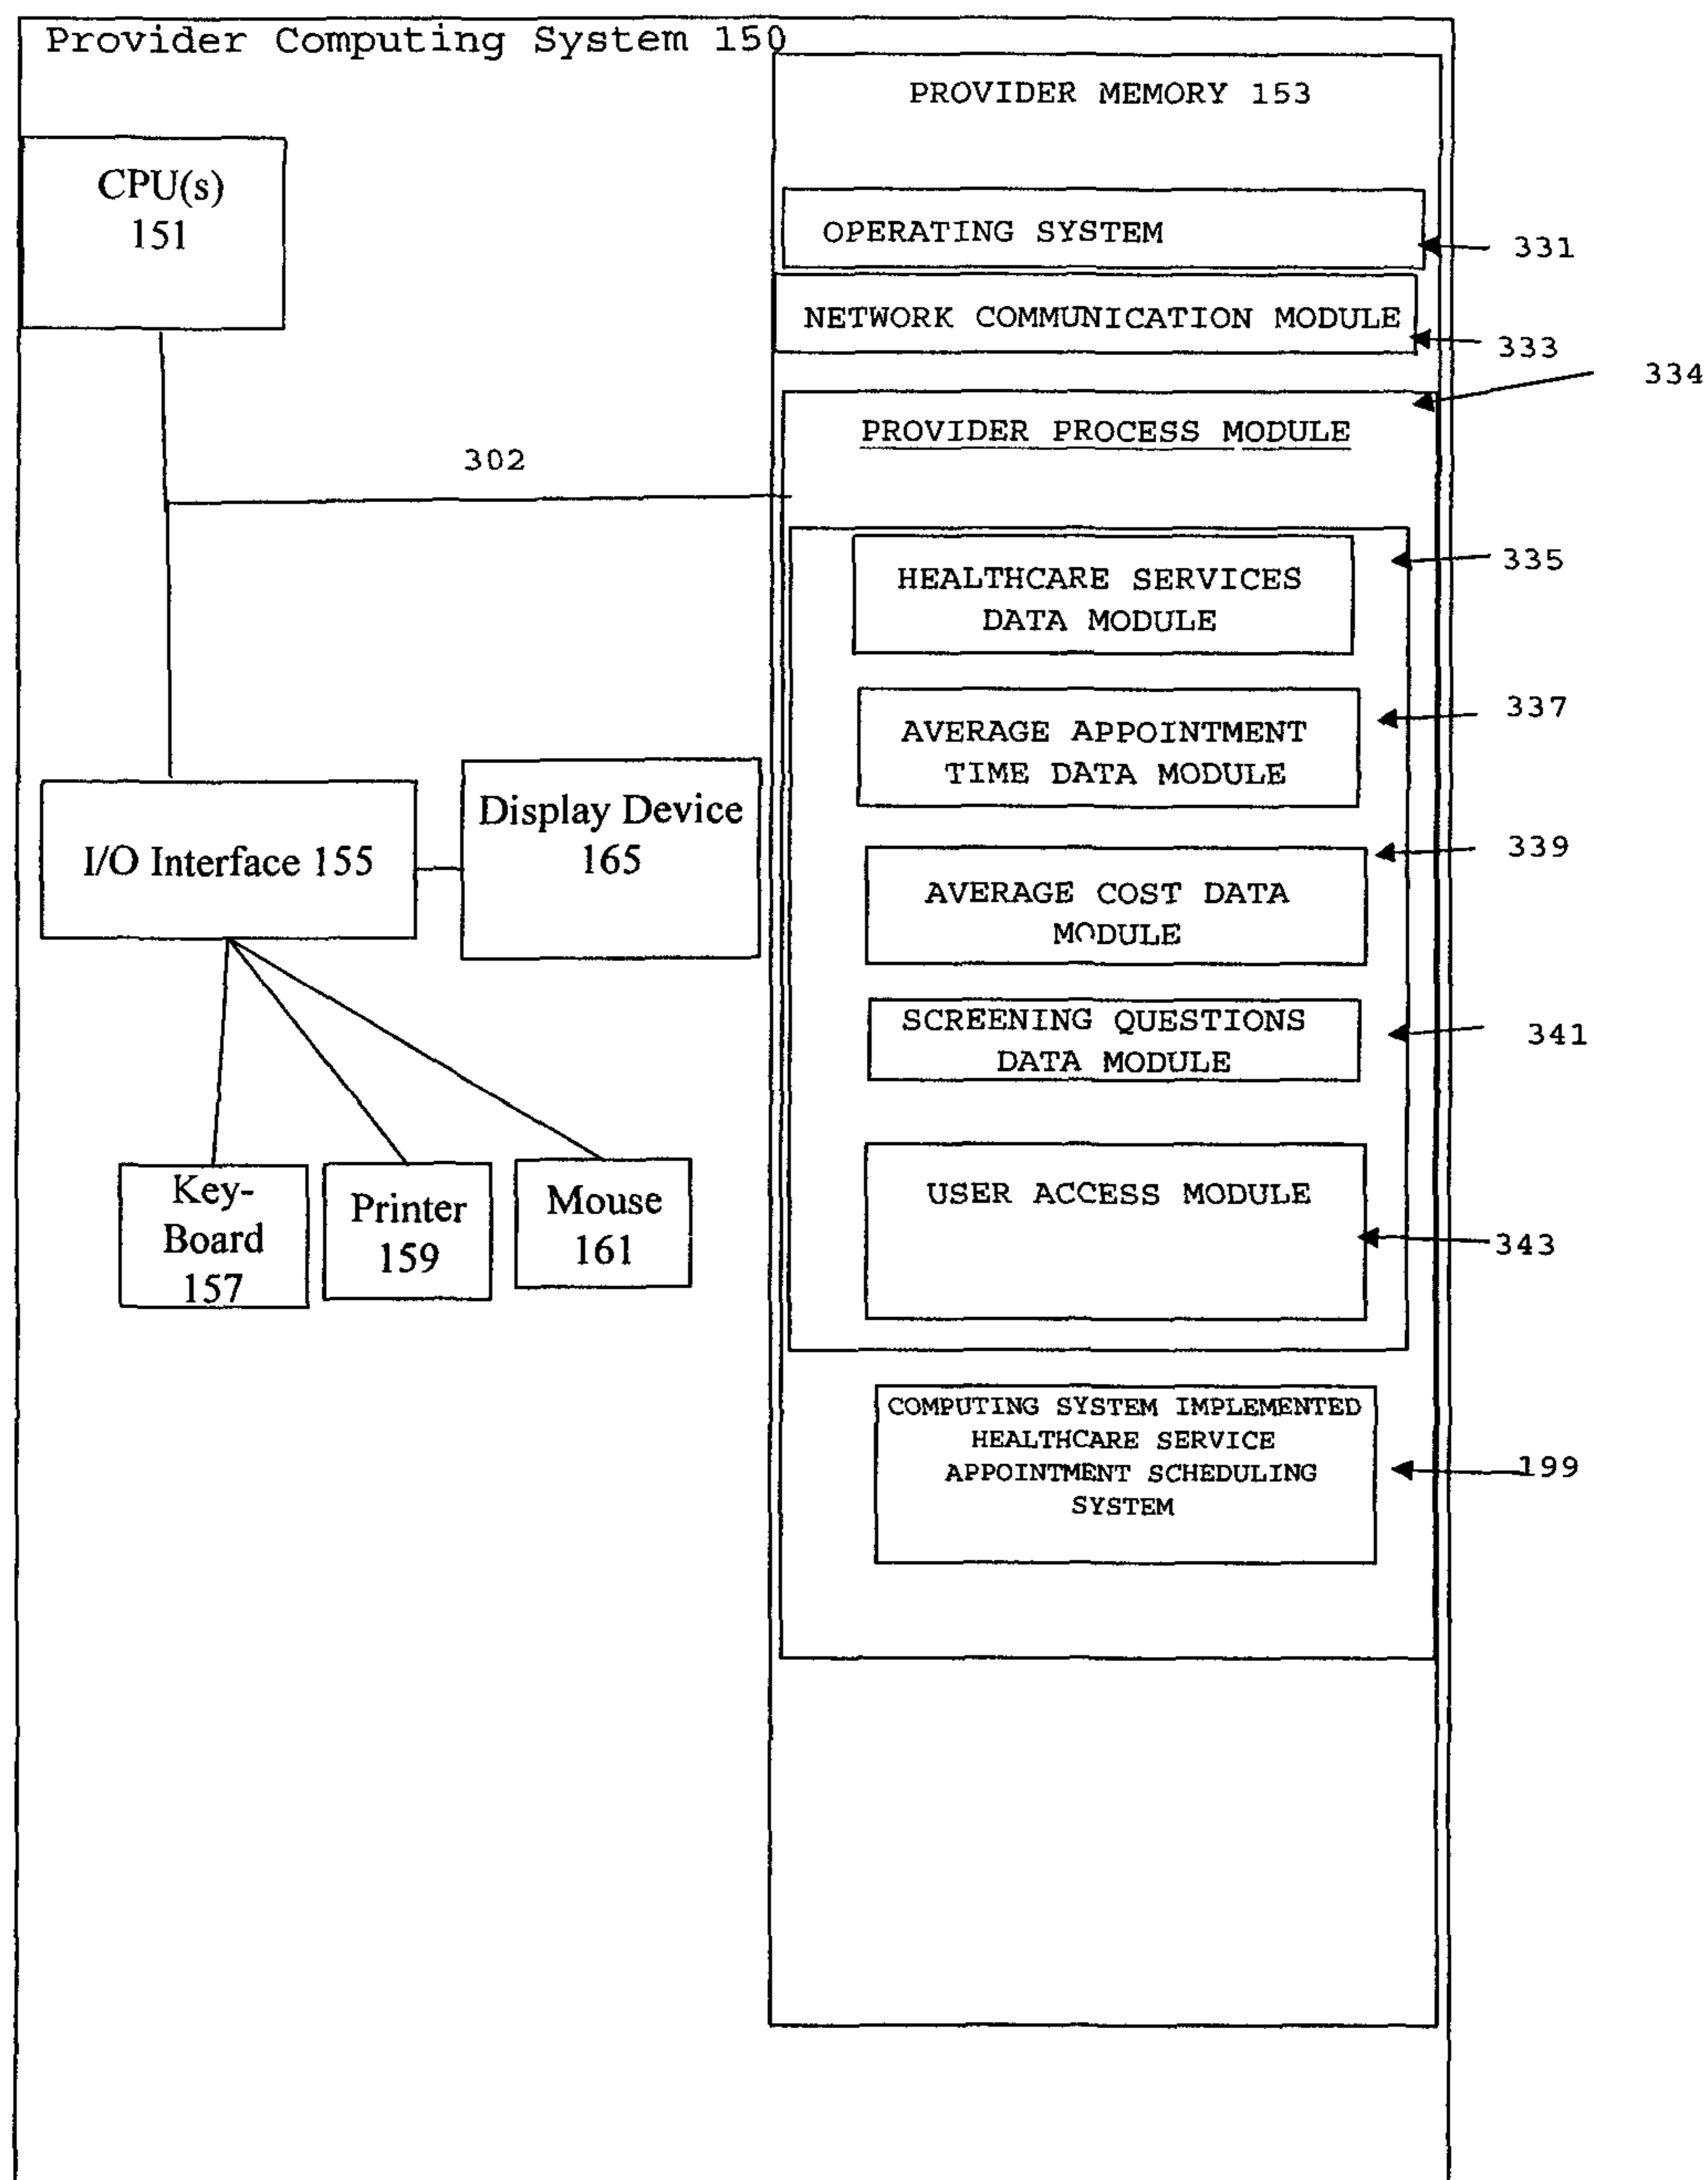 Provider Computing System 150
PROVIDER MEMORY 153
CPU(s)
151
OPERATING SYSTEM
331
NETWORK COMMUNICATION MODULE
333
334
PROVIDER PROCESS MODULE
302
HEALTHCARE SERVICES
DATA MODULE
335
AVERAGE APPOINTMENT
TIME DATA MODULE
337
I/O Interface 155
Display Device
165
AVERAGE COST DATA
MODULE
339
SCREENING QUESTIONS
DATA MODULE
341
Key-
Board
157
Printer
159
Mouse
161
USER ACCESS MODULE
343
COMPUTING SYSTEM IMPLEMENTED
HEALTHCARE SERVICE
APPOINTMENT SCHEDULING
SYSTEM
199